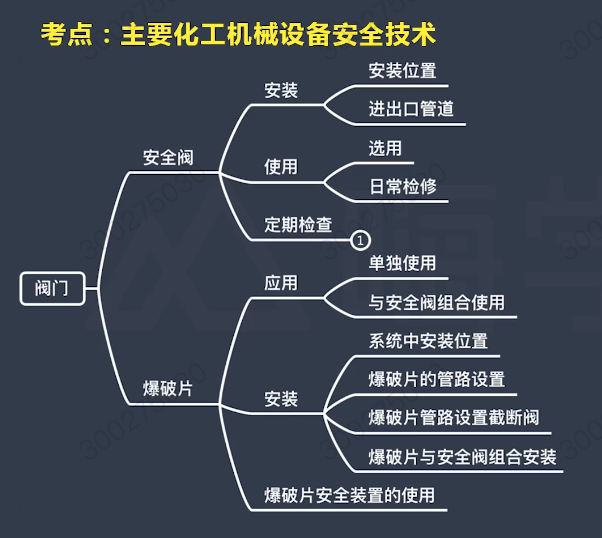 考点：主要化工机械设备安全技术
阀门
安全阀
安装
安装位置
进出口管道
使用
选用
日常检修
定期检查
1
爆破片
应用
单独使用
与安全阀组合使用
安装
系统中安装位置
爆破片的管路设置
爆破片管路设置截断阀
爆破片与安全阀组合安装
爆破片安全装置的使用